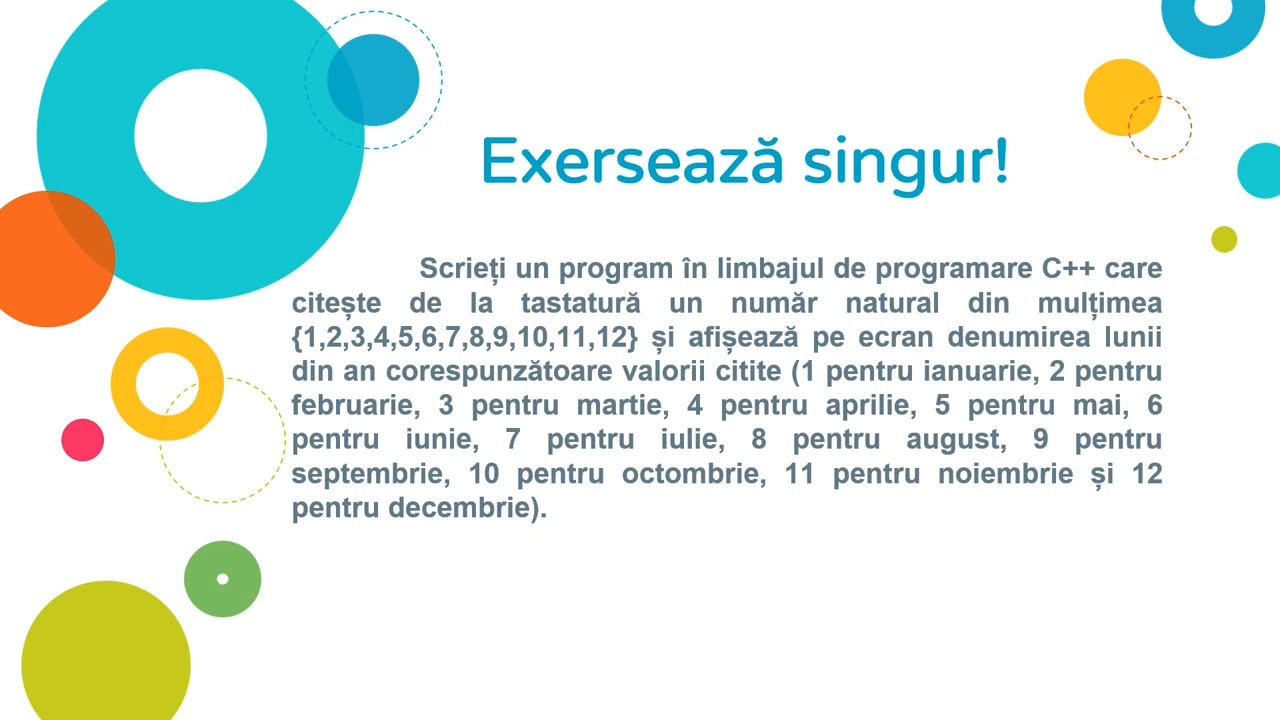 Exersează singur!
Scrieți un program în limbajul de programare C++ care
citește de la tastatură un număr natural din mulțimea
{1,2,3,4,5,6,7,8,9,10,11,12} și afișează pe ecran denumirea lunii
din an corespunzătoare valorii citite (1 pentru ianuarie, 2 pentru
februarie, 3 pentru martie, 4 pentru aprilie, 5 pentru mai, 6
pentru iunie, 7 pentru iulie, 8 pentru august, 9 pentru
septembrie, 10 pentru octombrie, 11 pentru noiembrie și 12
pentru decembrie).